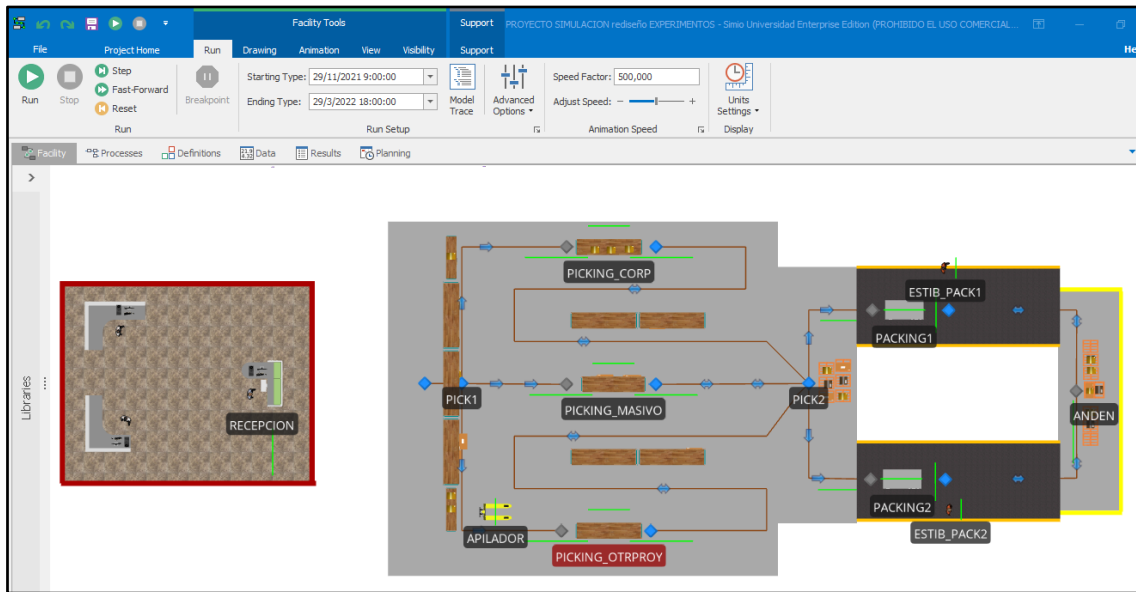 Facility Tools
Support
PROYECTO SIMULACION rediseño EXPERIMENTOS - Simio Universidad Enterprise Edition (PROHIBIDO EL USO COMERCIAL...
File
Project Home
Run
Drawing
Animation
View
Visibility
Support
Run
Stop
Step
Fast-Forward
Reset
Breakpoint
Starting Type: 29/11/2021 9:00:00
Ending Type: 29/3/2022 18:00:00
Model Trace
Advanced Options
Speed Factor: 500,000
Adjust Speed:
Units Settings
Run
Run Setup
Animation Speed
Display
Facility
Processes
Definitions
Data
Results
Planning
Libraries
PICKING_CORP
ESTIB_PACK1
PACKING1
PICK1
PICKING_MASIVO
PICK2
ANDEN
RECEPCION
PACKING2
ESTIB_PACK2
APILADOR
PICKING_OTRPROY